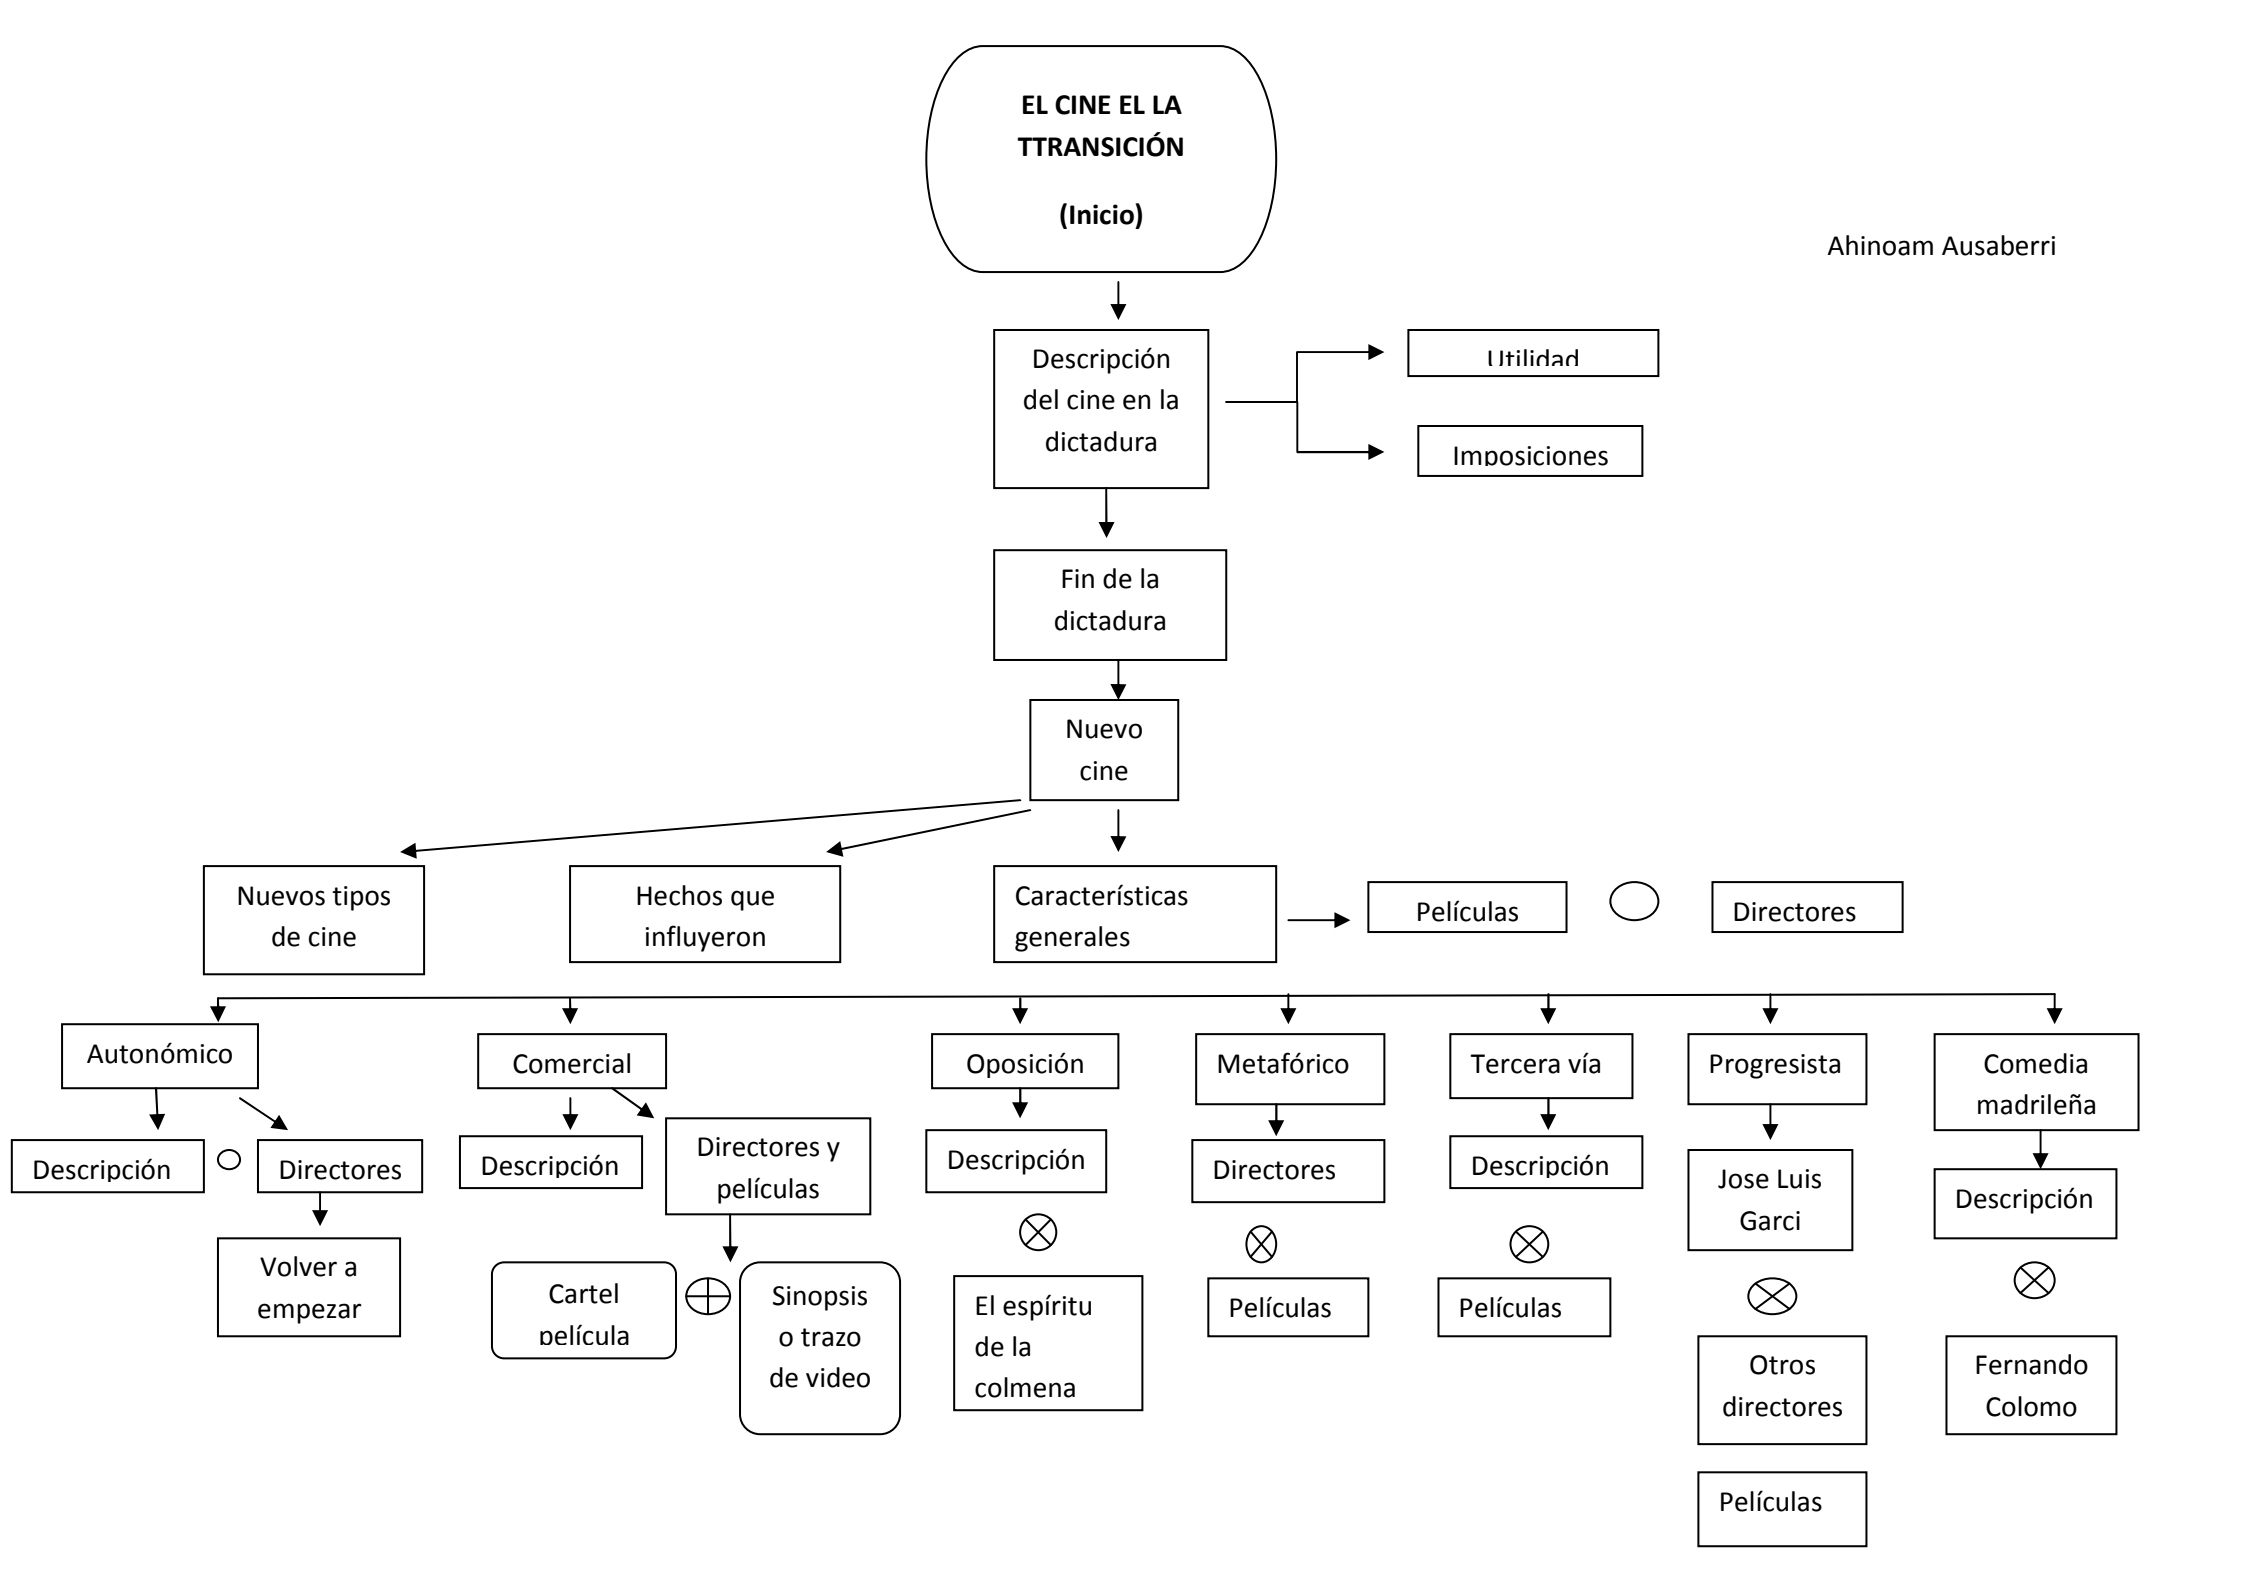 EL CINE EL LA
TTRANSICIÓN
(Inicio)
Ahinoam Ausaberri
Descripción
del cine en la
dictadura
Utilidad
Imposiciones
Fin de la
dictadura
Nuevo
cine
Nuevos tipos
de cine
Hechos que
influyeron
Características
generales
Películas
Directores
Autonómico
Comercial
Oposición
Metafórico
Tercera vía
Progresista
Comedia
madrileña
Descripción
Directores
Descripción
Directores y
películas
Descripción
Directores
Descripción
Jose Luis
Garci
Descripción
Volver a
empezar
Cartel
película
Sinopsis
o trazo
de video
El espíritu
de la
colmena
Películas
Películas
Otros
directores
Fernando
Colomo
Películas